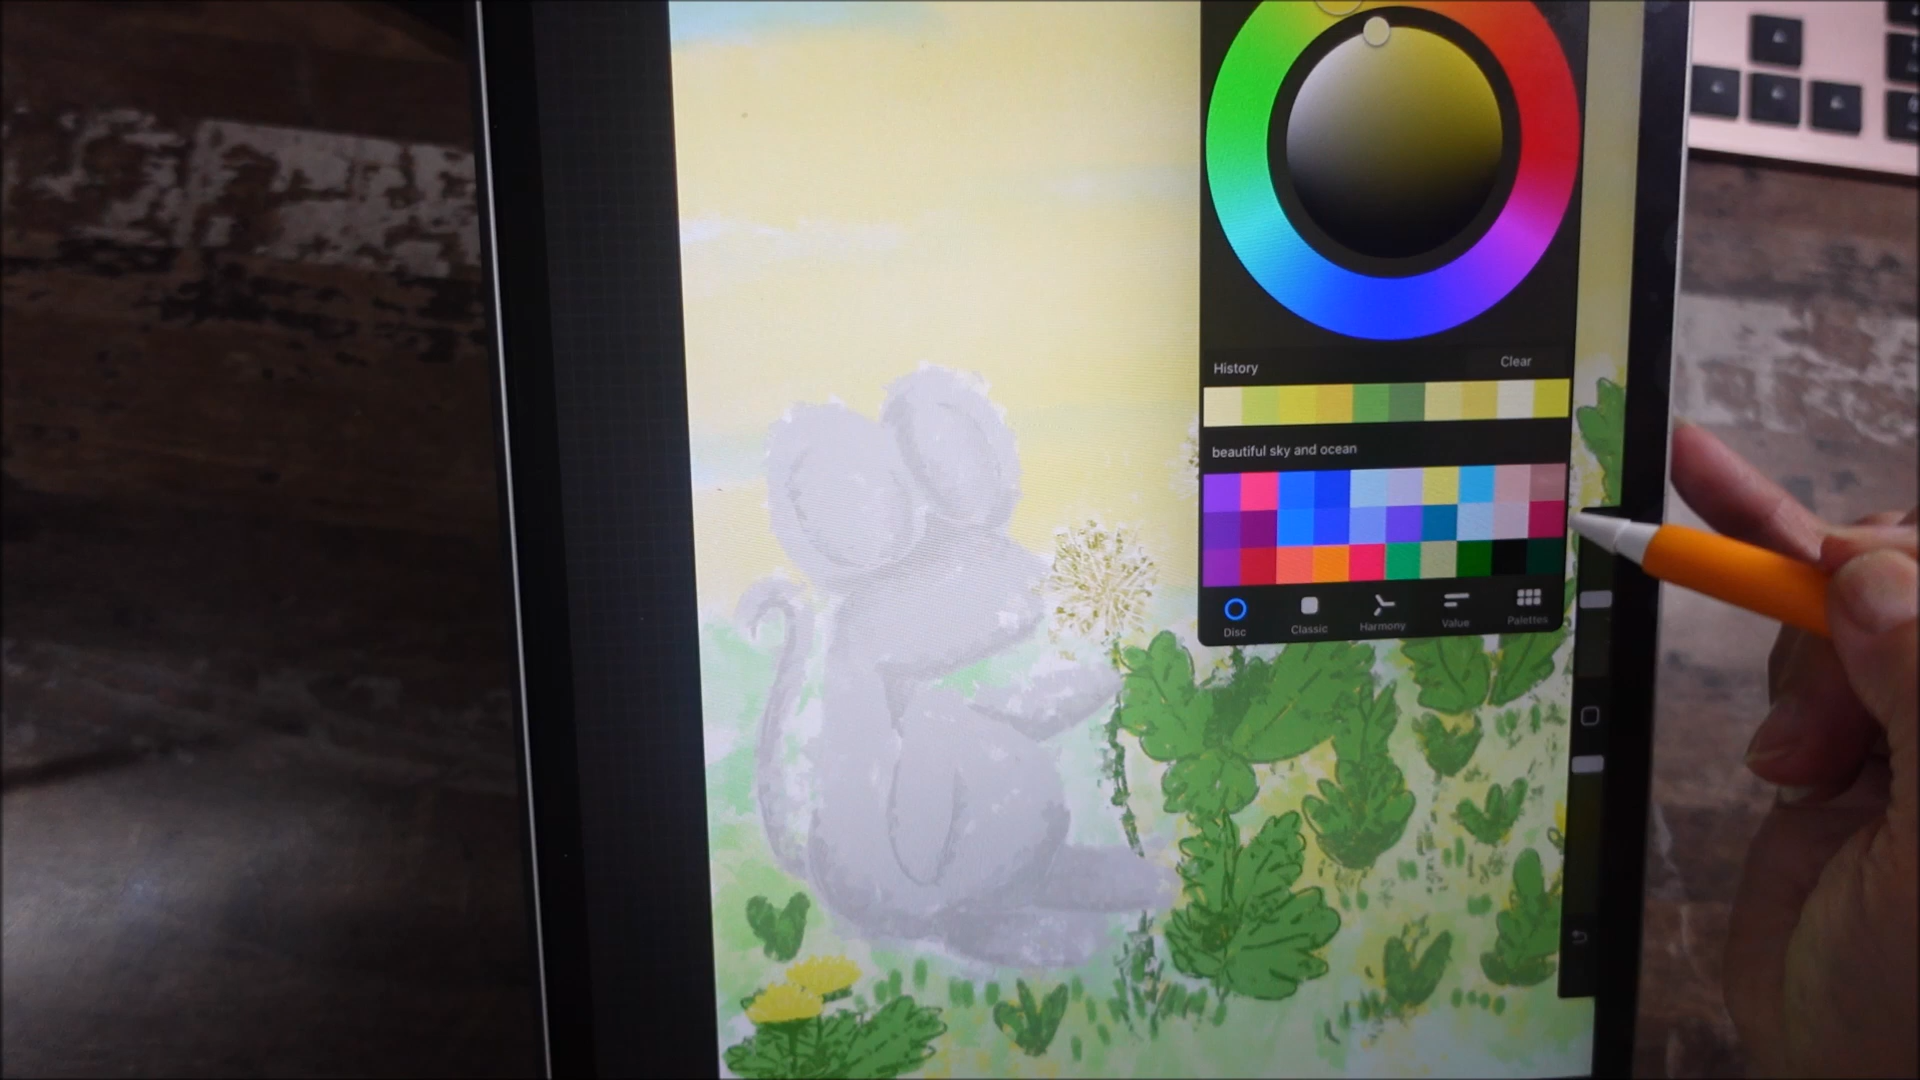 History
Clear
beautiful sky and ocean
Disc
Classic
Harmony
Value
Palettes